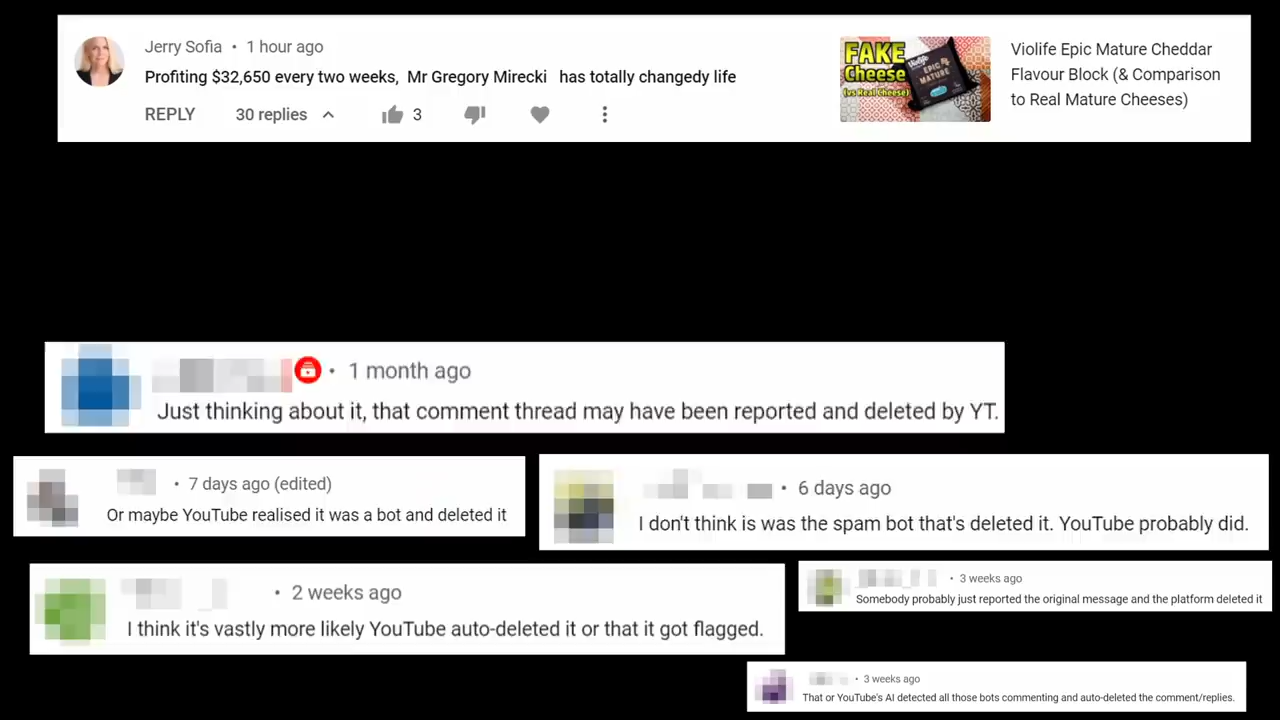 Jerry Sofia • 1 hour ago
Profiting $32,650 every two weeks, Mr Gregory Mirecki has totally changedy life
REPLY 30 replies 3
FAKE
Cheese
(vs Real Cheese)
Violife
EPIC
MATURE
Violife Epic Mature Cheddar
Flavour Block (& Comparison
to Real Mature Cheeses)
• 1 month ago
Just thinking about it, that comment thread may have been reported and deleted by YT.
• 7 days ago (edited)
Or maybe YouTube realised it was a bot and deleted it
• 6 days ago
I don't think is was the spam bot that's deleted it. YouTube probably did.
• 2 weeks ago
I think it's vastly more likely YouTube auto-deleted it or that it got flagged.
• 3 weeks ago
Somebody probably just reported the original message and the platform deleted it
• 3 weeks ago
That or YouTube's AI detected all those bots commenting and auto-deleted the comment/replies.